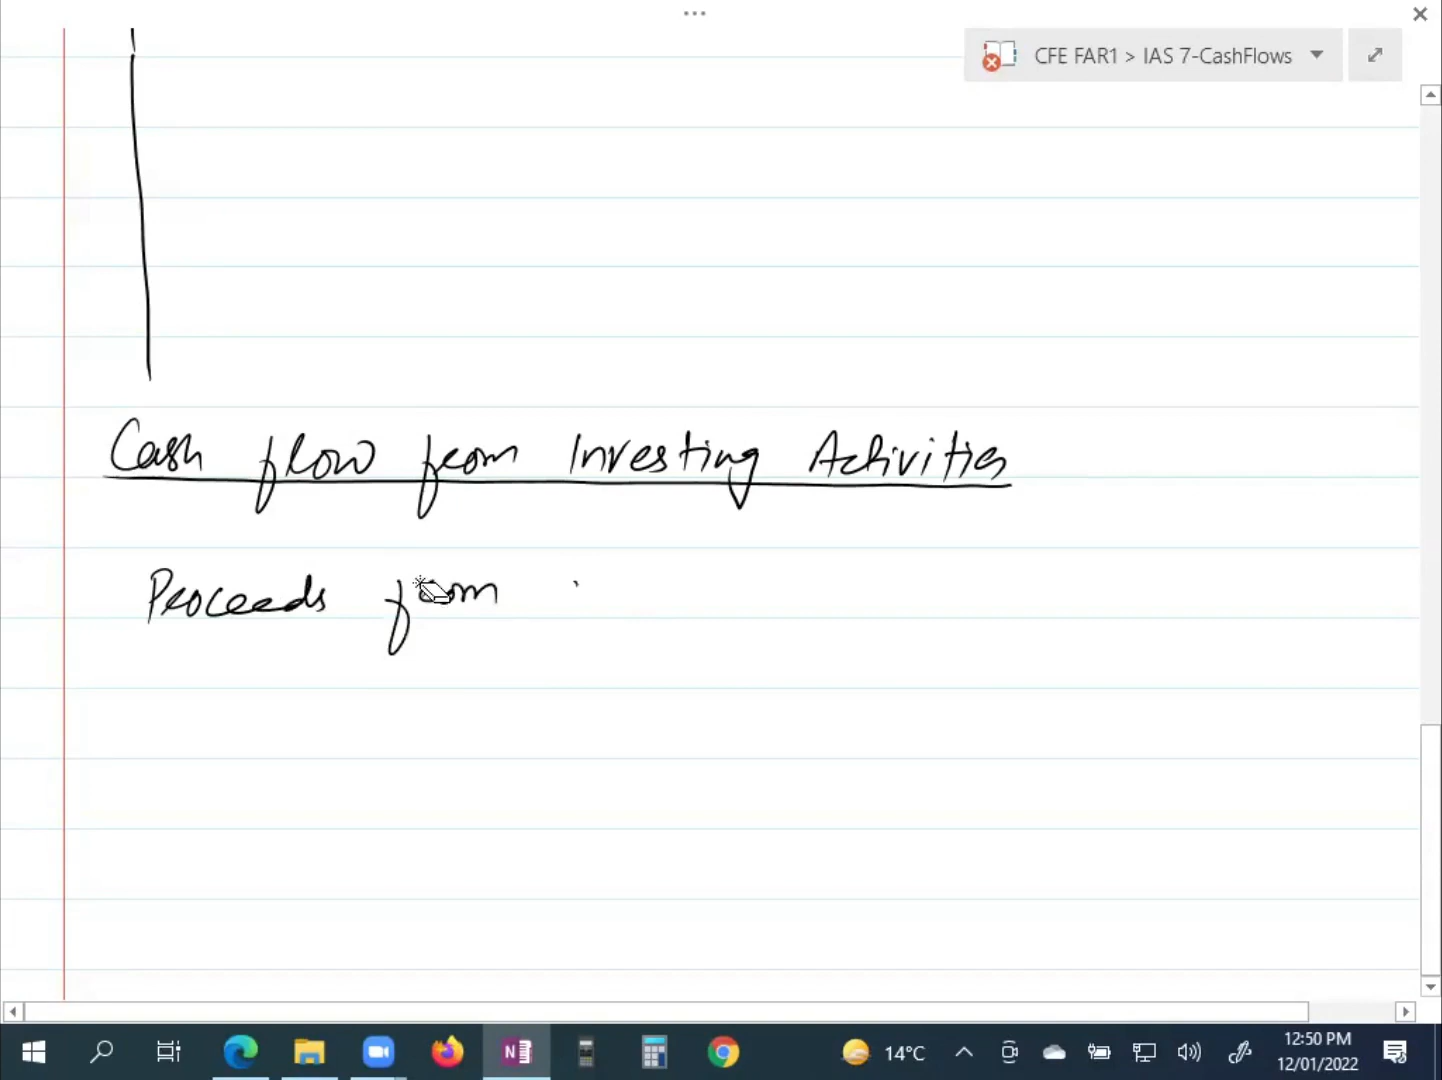 CFE FAR1 > IAS 7-CashFlows
Cash flow from Investing Activities
Proceeds from
14°C
12:50 PM
12/01/2022